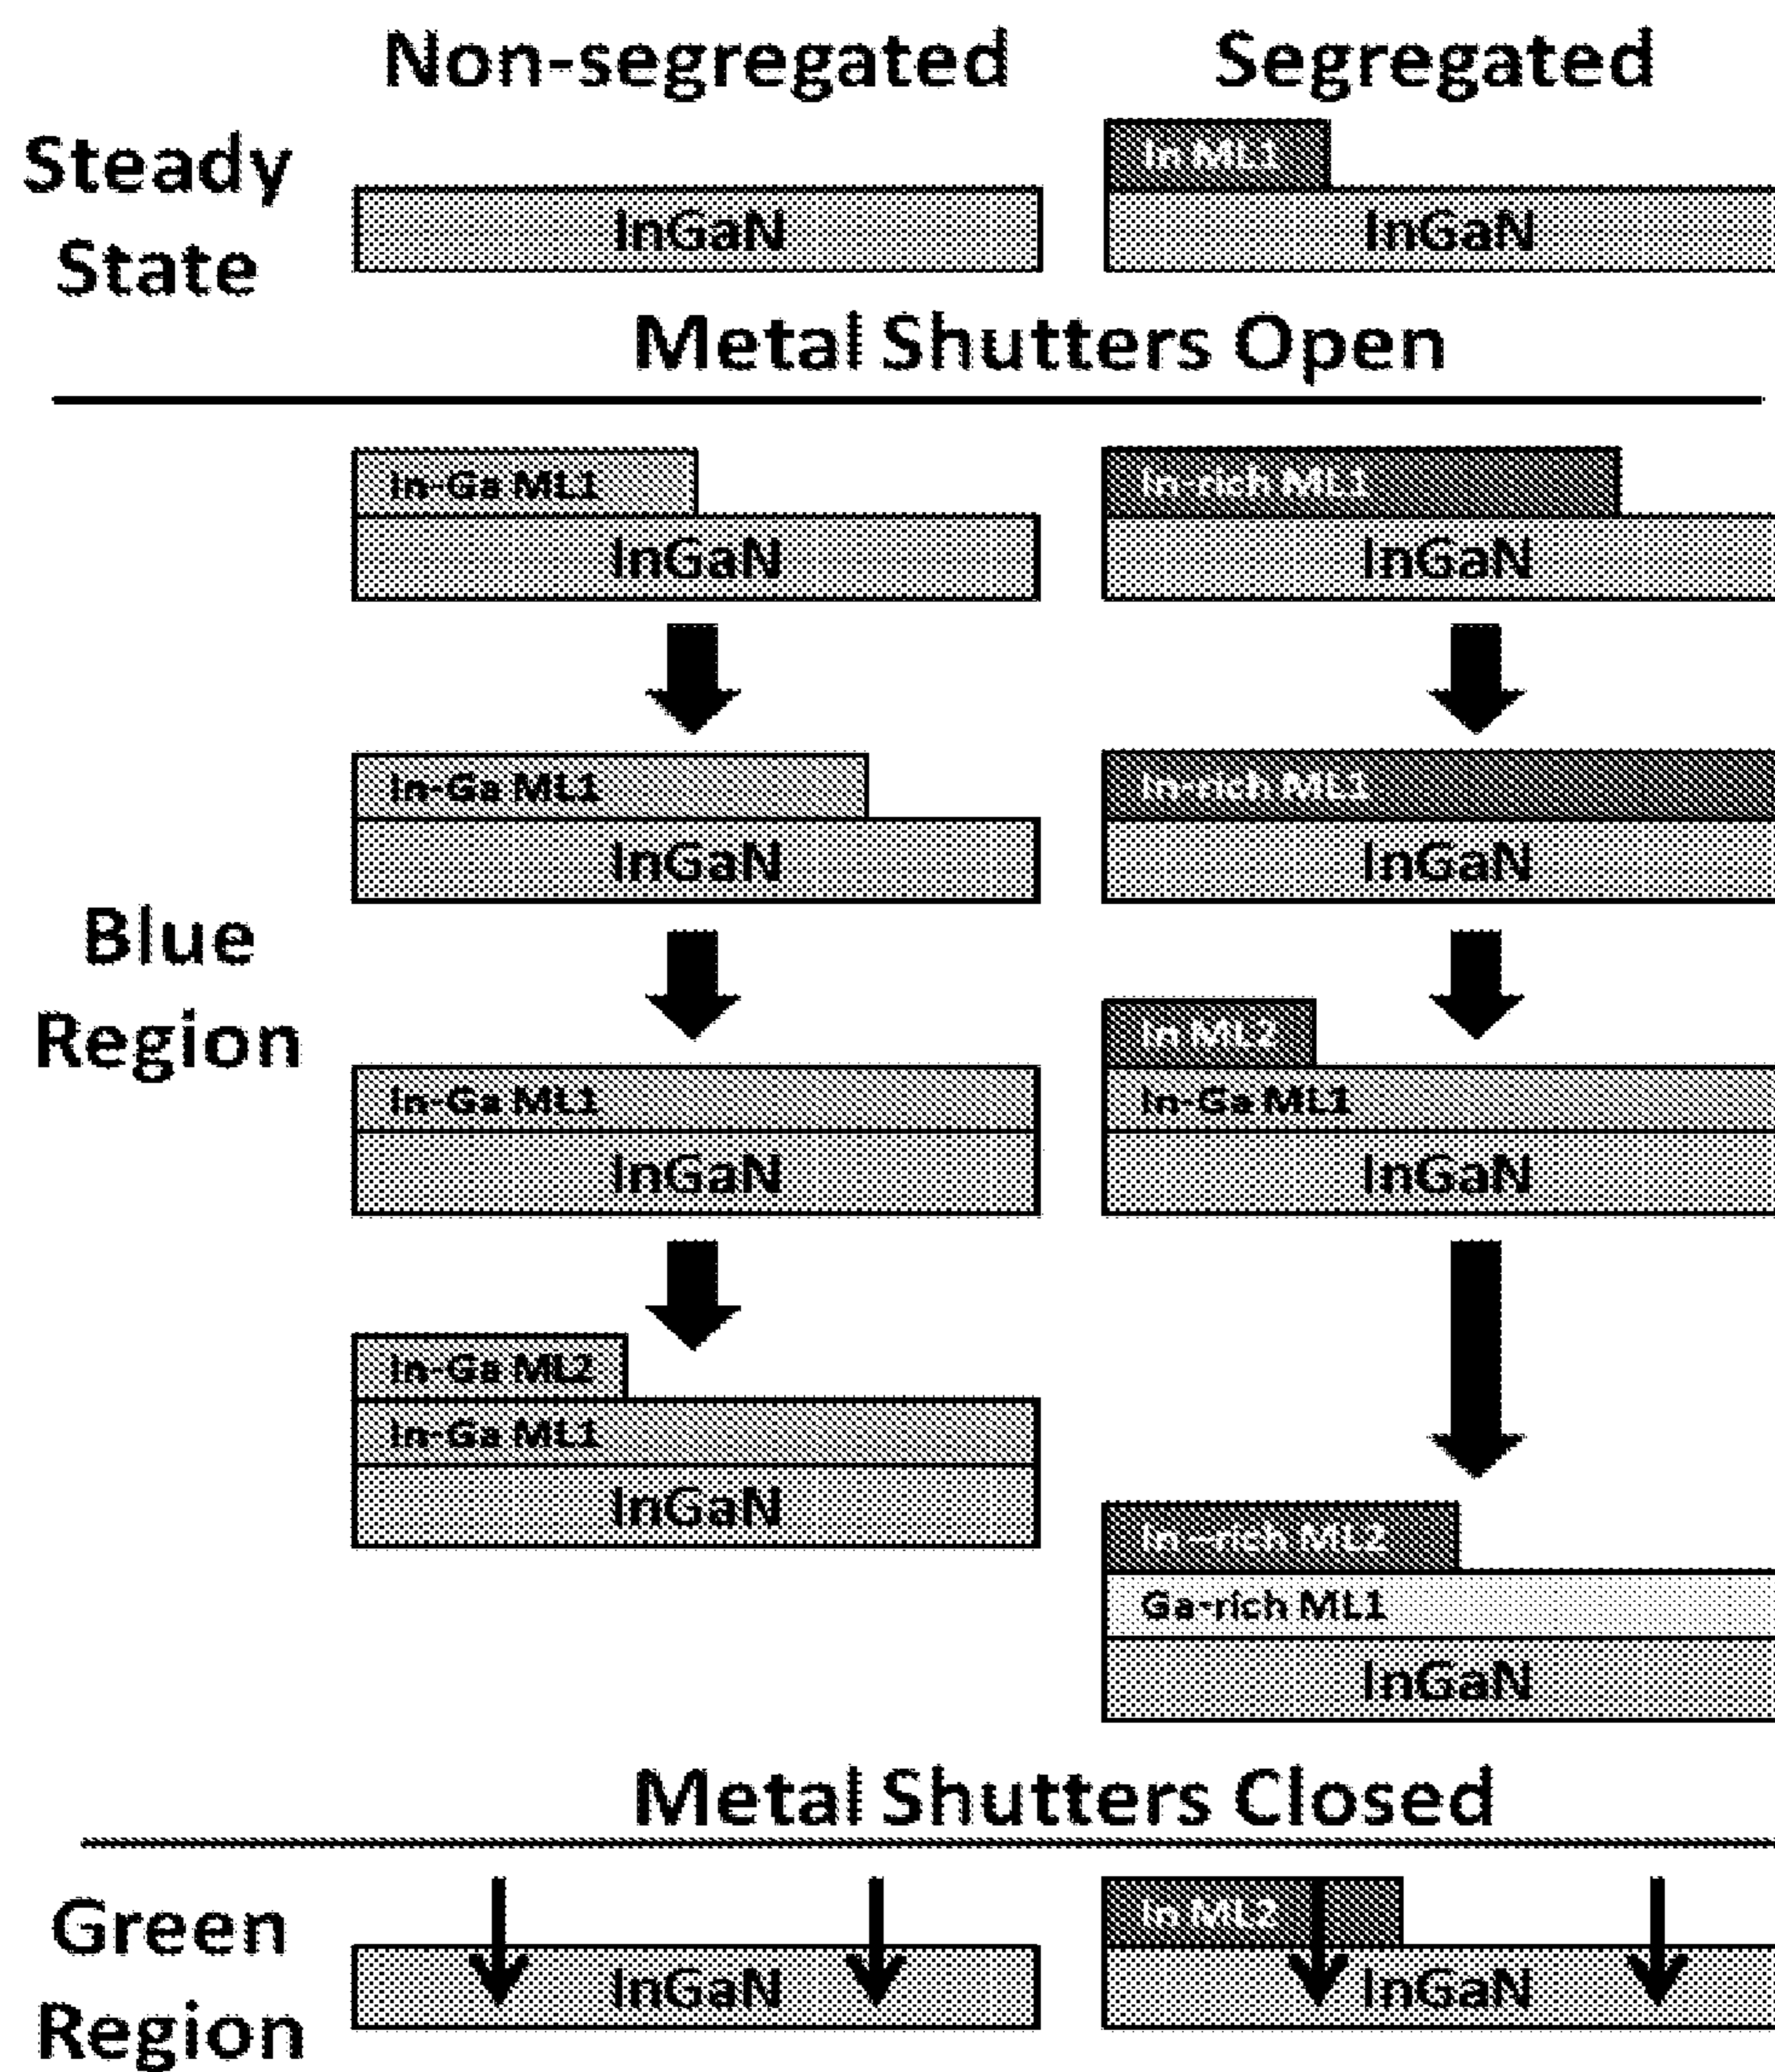 Non-segregated Segregated
Steady
State
In ML1
InGaN InGaN
Metal Shutters Open
In-Ga ML1 In-rich ML1
InGaN InGaN
In-Ga ML1 In-rich ML1
InGaN InGaN
Blue
Region
In ML2
In-Ga ML1 In-Ga ML1
InGaN InGaN
In-Ga ML2
In-Ga ML1
InGaN
In--rich ML2
Ga-rich ML1
InGaN
Metal Shutters Closed
Green
Region
In ML2
InGaN InGaN